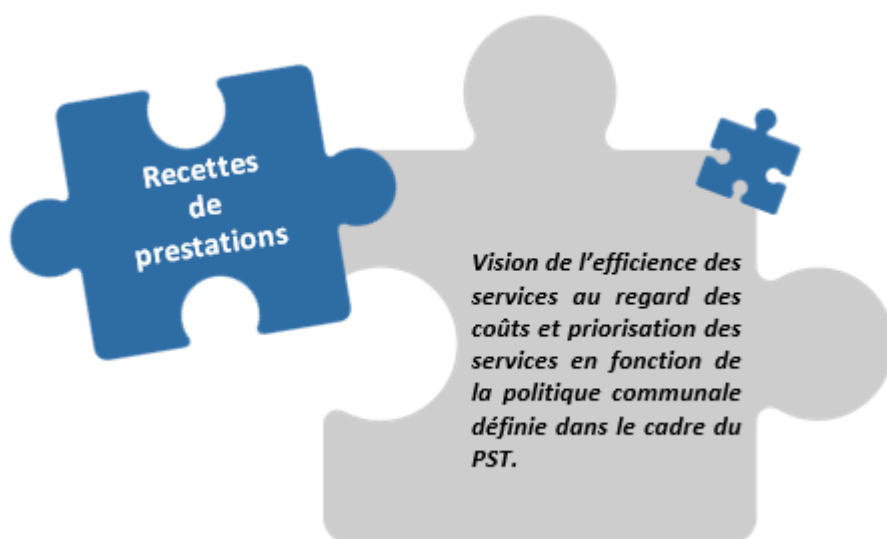 Recettes
de
prestations
Vision de l’efficience des
services au regard des
coûts et priorisation des
services en fonction de
la politique communale
définie dans le cadre du
PST.